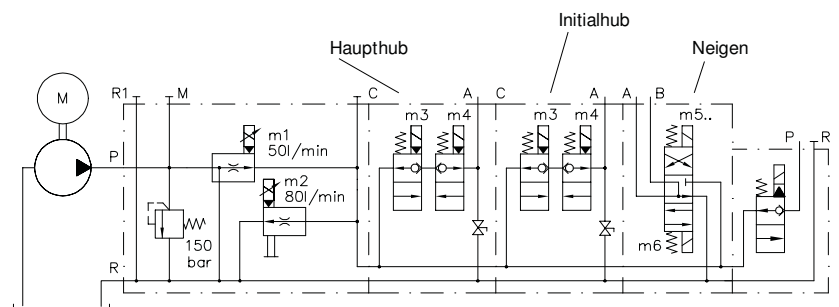 Initialhub
Haupthub
Neigen
M
R1
M
C
A
C
A
A
B
m1
50l/min
m3
m4
m3
m4
m5..
P
R
P
m2
80l/min
150
bar
m6
R